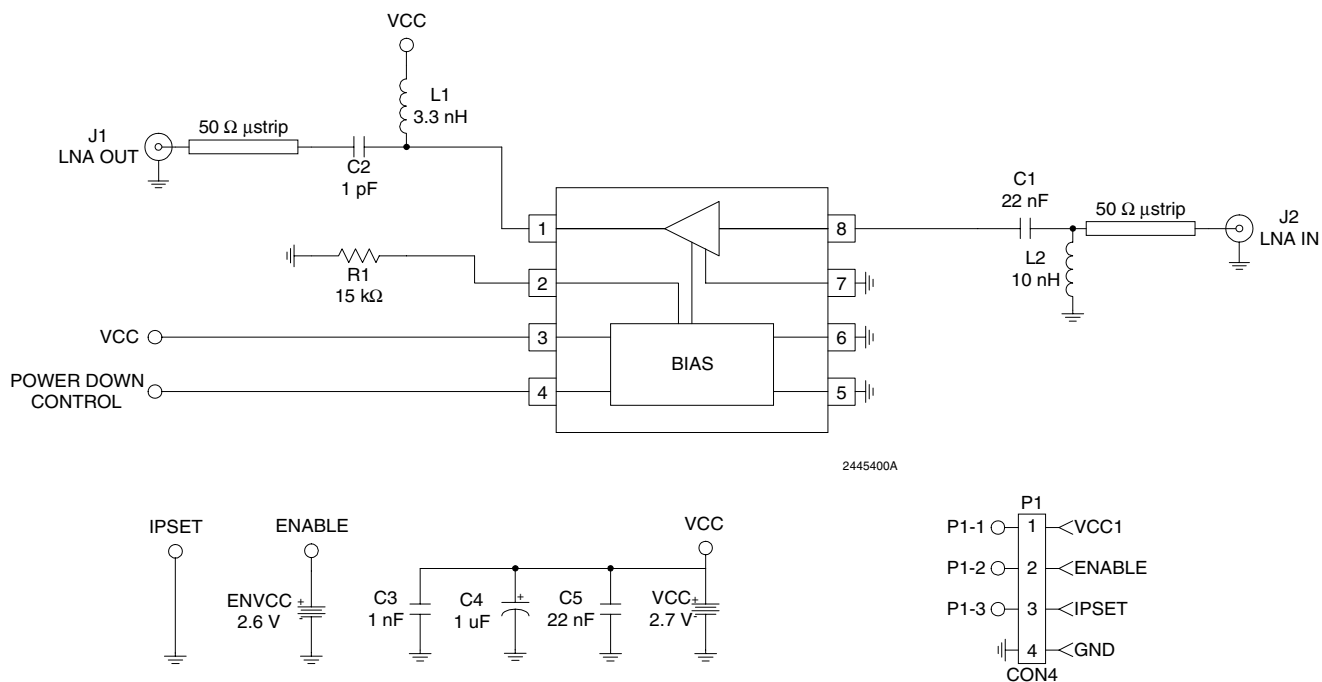 VCC
L1
3.3 nH
50 Ω μstrip
J1
LNA OUT
C2
1 pF
C1
22 nF
50 Ω μstrip
J2
LNA IN
L2
10 nH
1
8
R1
15 kΩ
2
7
VCC
3
6
BIAS
POWER DOWN
CONTROL
4
5
2445400A
IPSET
ENABLE
VCC
ENVCC
+
-
2.6 V
C3
1 nF
C4
1 uF
+
C5
22 nF
VCC
+
-
2.7 V
P1
P1-1
1
VCC1
P1-2
2
ENABLE
P1-3
3
IPSET
4
GND
CON4